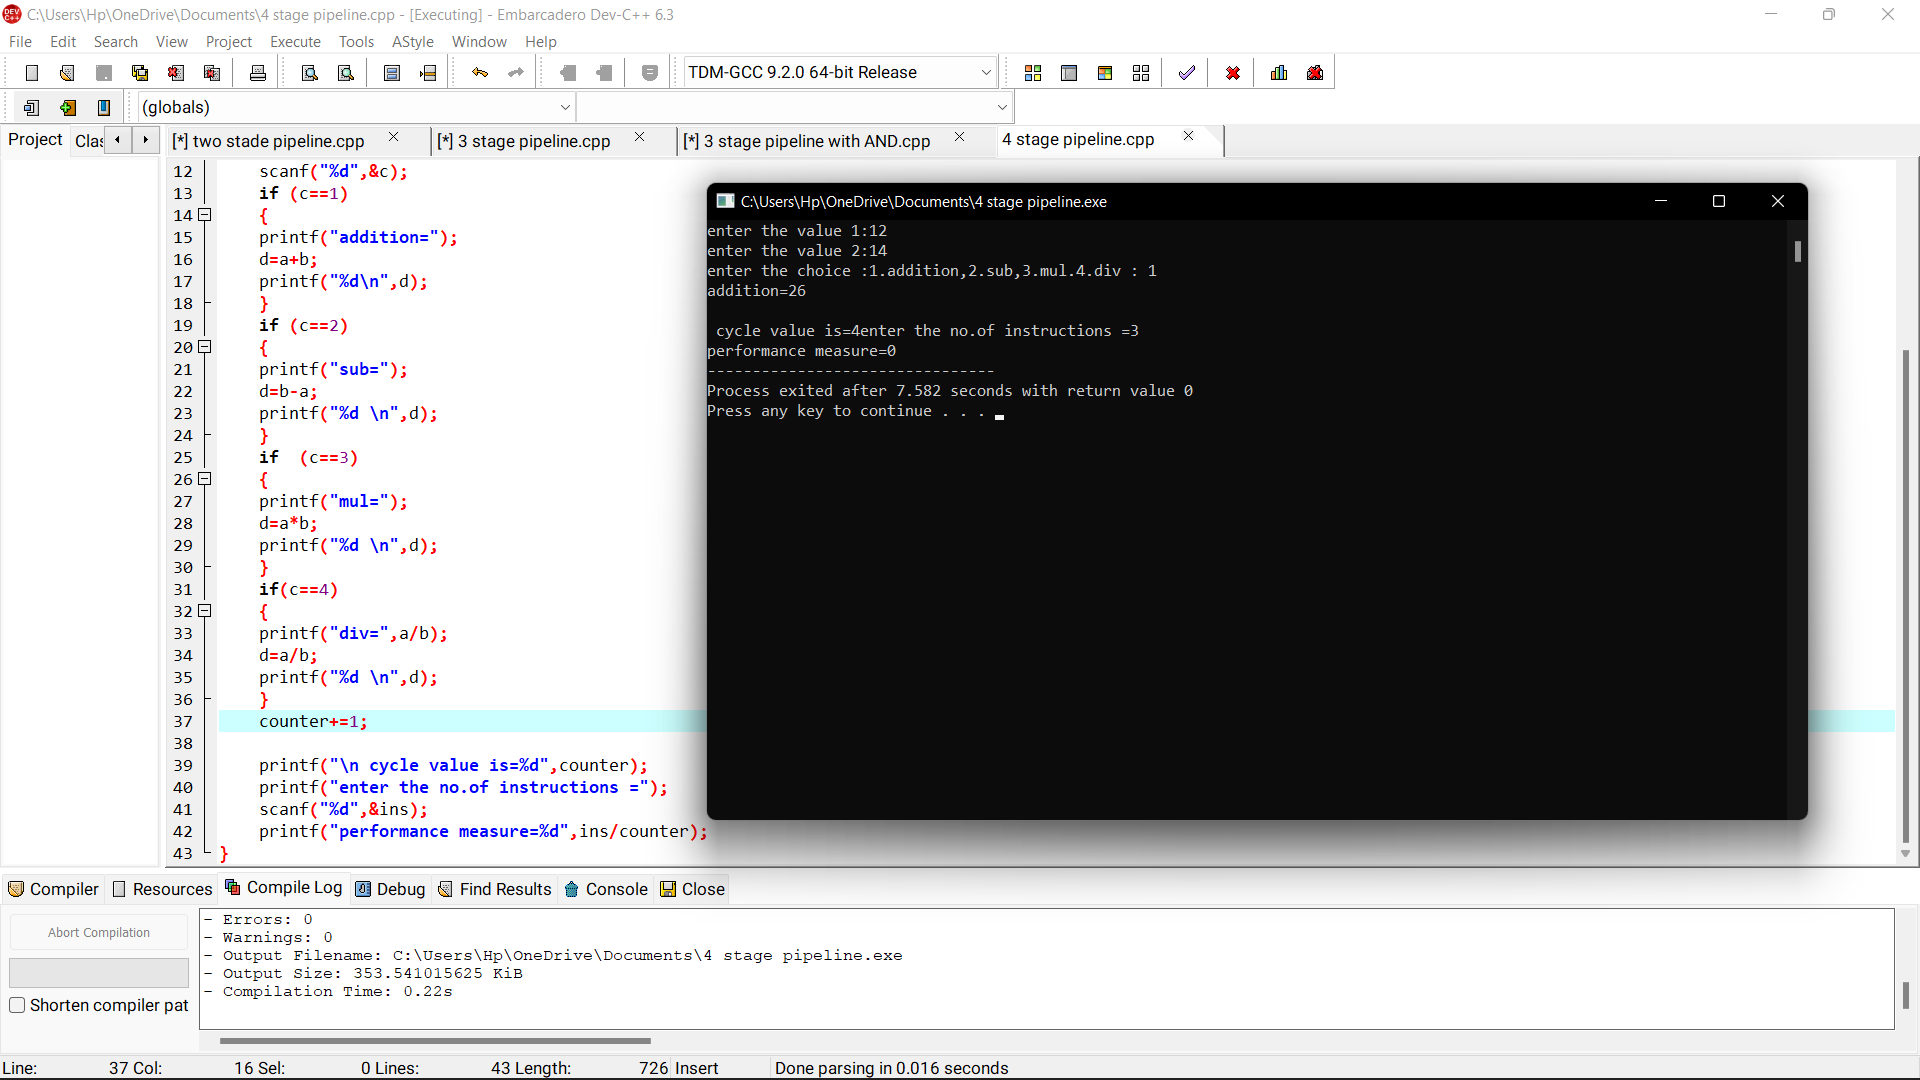 C:\Users\Hp\OneDrive\Documents\4 stage pipeline.cpp - [Executing] - Embarcadero Dev-C++ 6.3
File Edit Search View Project Execute Tools AStyle Window Help
TDM-GCC 9.2.0 64-bit Release
(globals)
Project Clas
[*] two stade pipeline.cpp
[*] 3 stage pipeline.cpp
[*] 3 stage pipeline with AND.cpp
4 stage pipeline.cpp
12 scanf("%d",&c);
13 if (c==1)
14 {
15 printf("addition=");
16 d=a+b;
17 printf("%d\n",d);
18 }
19 if (c==2)
20 {
21 printf("sub=");
22 d=b-a;
23 printf("%d \n",d);
24 }
25 if  (c==3)
26 {
27 printf("mul=");
28 d=a*b;
29 printf("%d \n",d);
30 }
31 if(c==4)
32 {
33 printf("div=",a/b);
34 d=a/b;
35 printf("%d \n",d);
36 }
37 counter+=1;
38
39 printf("\n cycle value is=%d",counter);
40 printf("enter the no.of instructions =");
41 scanf("%d",&ins);
42 printf("performance measure=%d",ins/counter);
43 }
C:\Users\Hp\OneDrive\Documents\4 stage pipeline.exe
enter the value 1:12
enter the value 2:14
enter the choice :1.addition,2.sub,3.mul.4.div : 1
addition=26
cycle value is=4enter the no.of instructions =3
performance measure=0
--------------------------------
Process exited after 7.582 seconds with return value 0
Press any key to continue . . .
Compiler Resources Compile Log Debug Find Results Console Close
Abort Compilation
Shorten compiler pat
- Errors: 0
- Warnings: 0
- Output Filename: C:\Users\Hp\OneDrive\Documents\4 stage pipeline.exe
- Output Size: 353.541015625 KiB
- Compilation Time: 0.22s
Line: 37 Col: 16 Sel: 0 Lines: 43 Length: 726 Insert Done parsing in 0.016 seconds